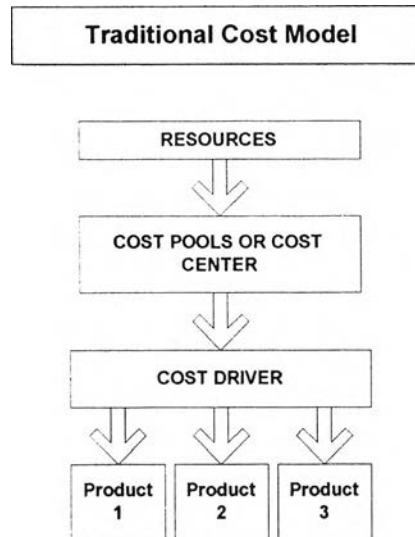 Traditional Cost Model
RESOURCES
COST POOLS OR COST
CENTER
COST DRIVER
Product
1
Product
2
Product
3